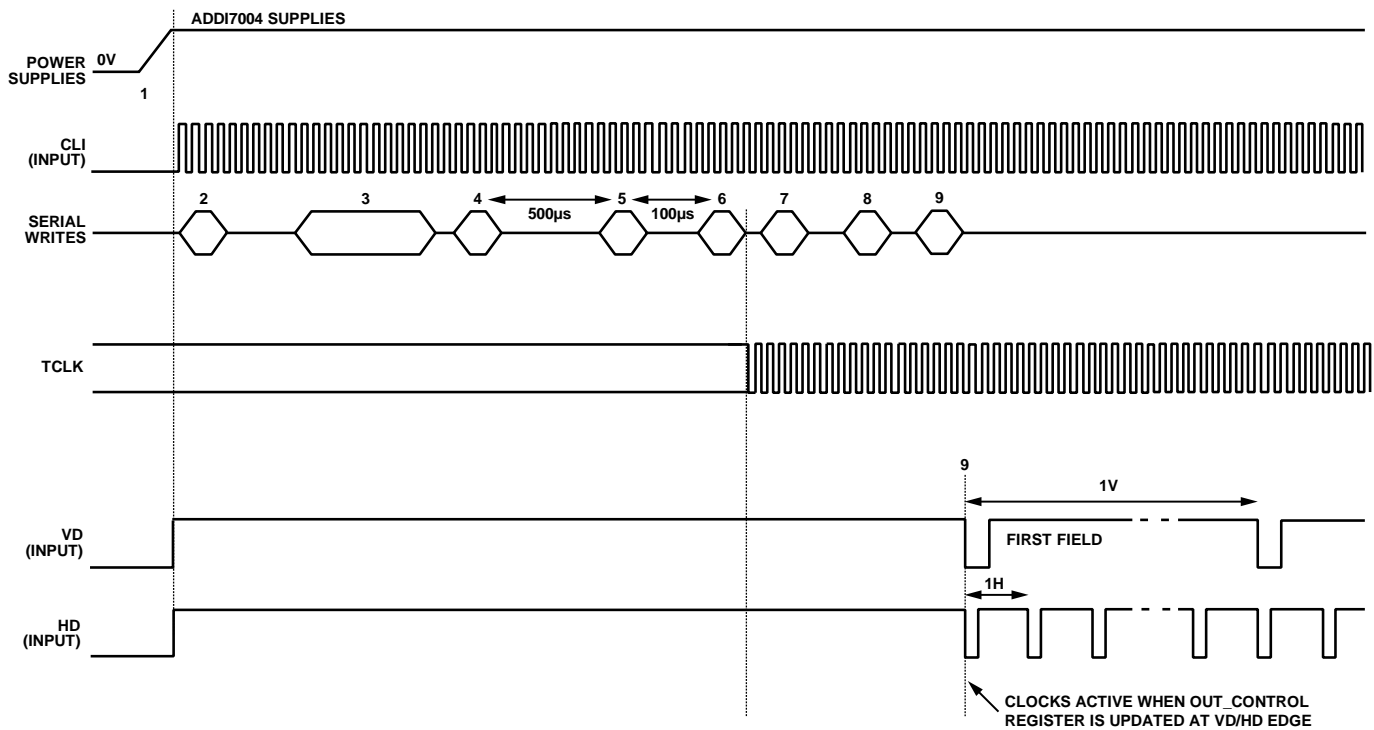 ADDI7004 SUPPLIES
POWER 0V
SUPPLIES
1
CLI
(INPUT)
2 3 4 5 6 7 8 9
500µs 100µs
SERIAL
WRITES
TCLK
9
1V
VD
(INPUT)
FIRST FIELD
1H
HD
(INPUT)
CLOCKS ACTIVE WHEN OUT_CONTROL
REGISTER IS UPDATED AT VD/HD EDGE